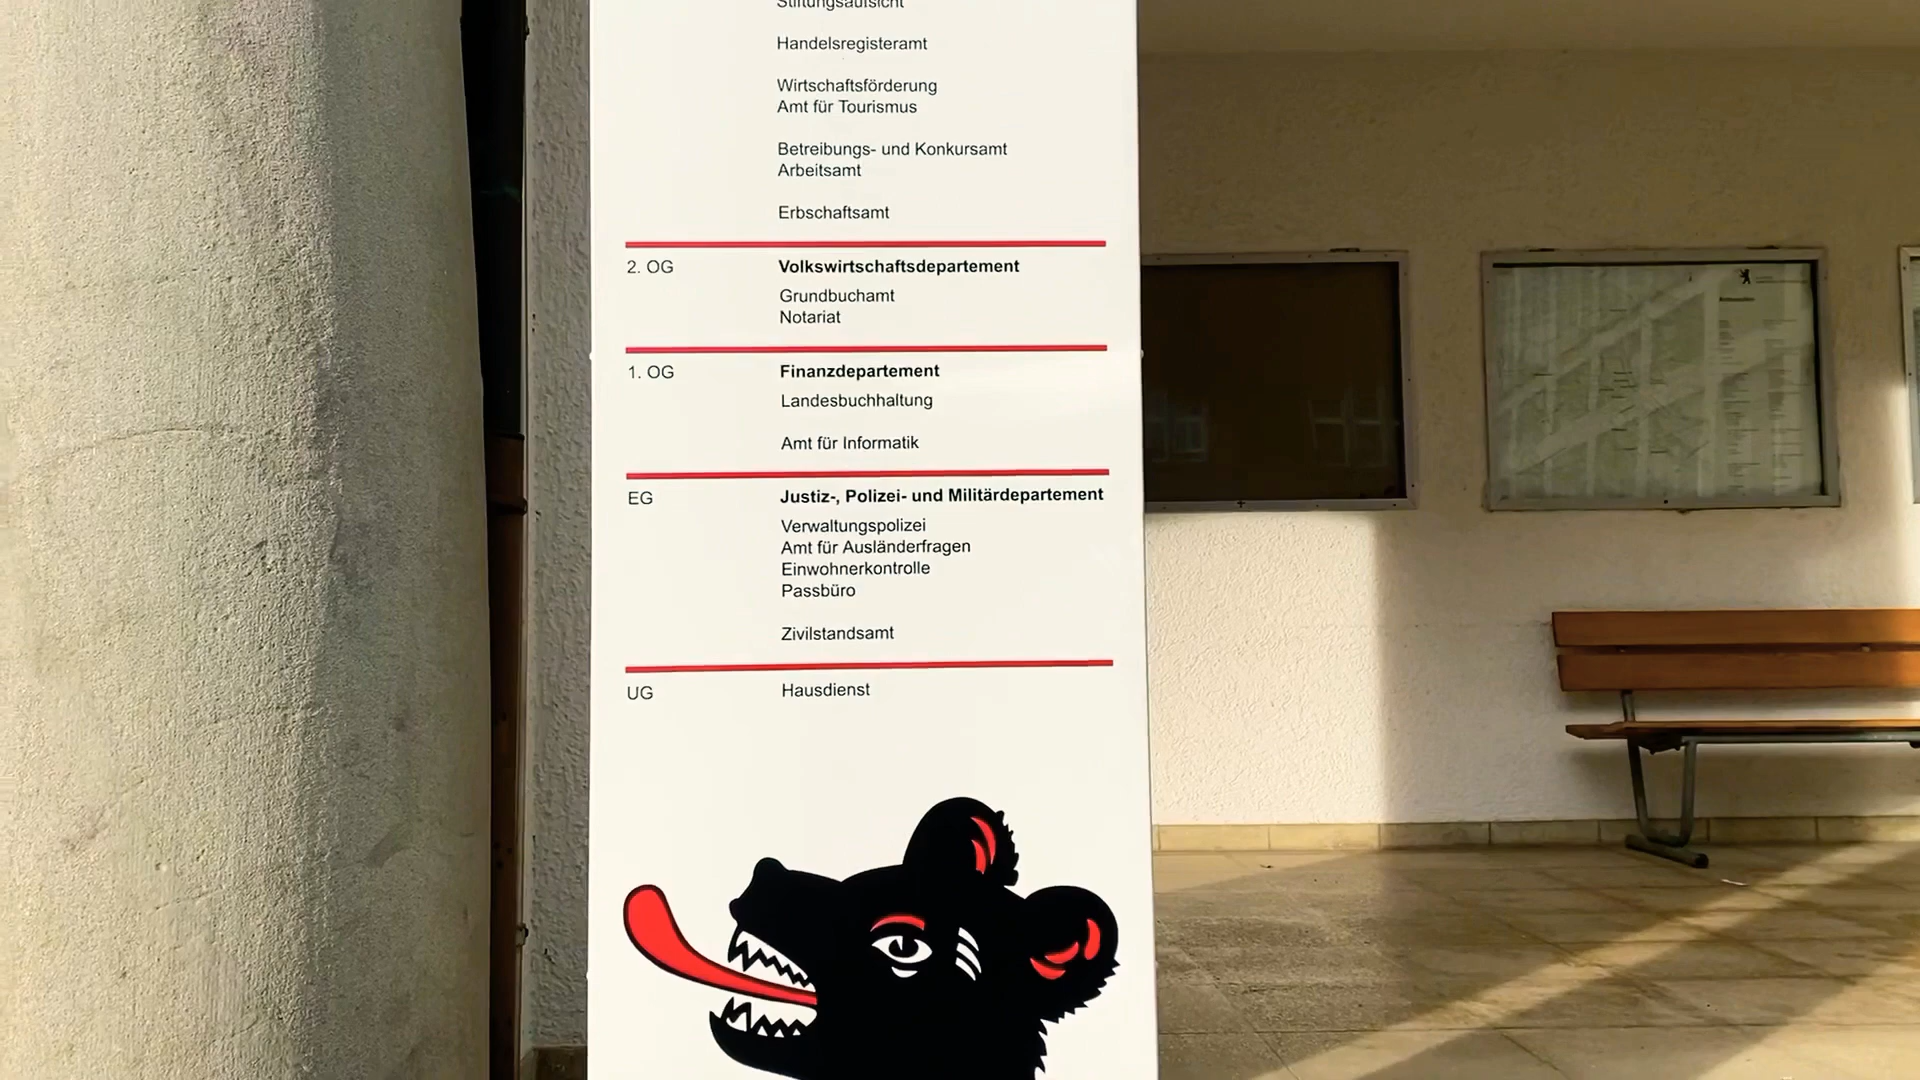 Stiftungsaufsicht
Handelsregisteramt
Wirtschaftsförderung
Amt für Tourismus
Betreibungs- und Konkursamt
Arbeitsamt
Erbschaftsamt
2. OG Volkswirtschaftsdepartement
Grundbuchamt
Notariat
1. OG Finanzdepartement
Landesbuchhaltung
Amt für Informatik
EG Justiz-, Polizei- und Militärdepartement
Verwaltungspolizei
Amt für Ausländerfragen
Einwohnerkontrolle
Passbüro
Zivilstandsamt
UG Hausdienst